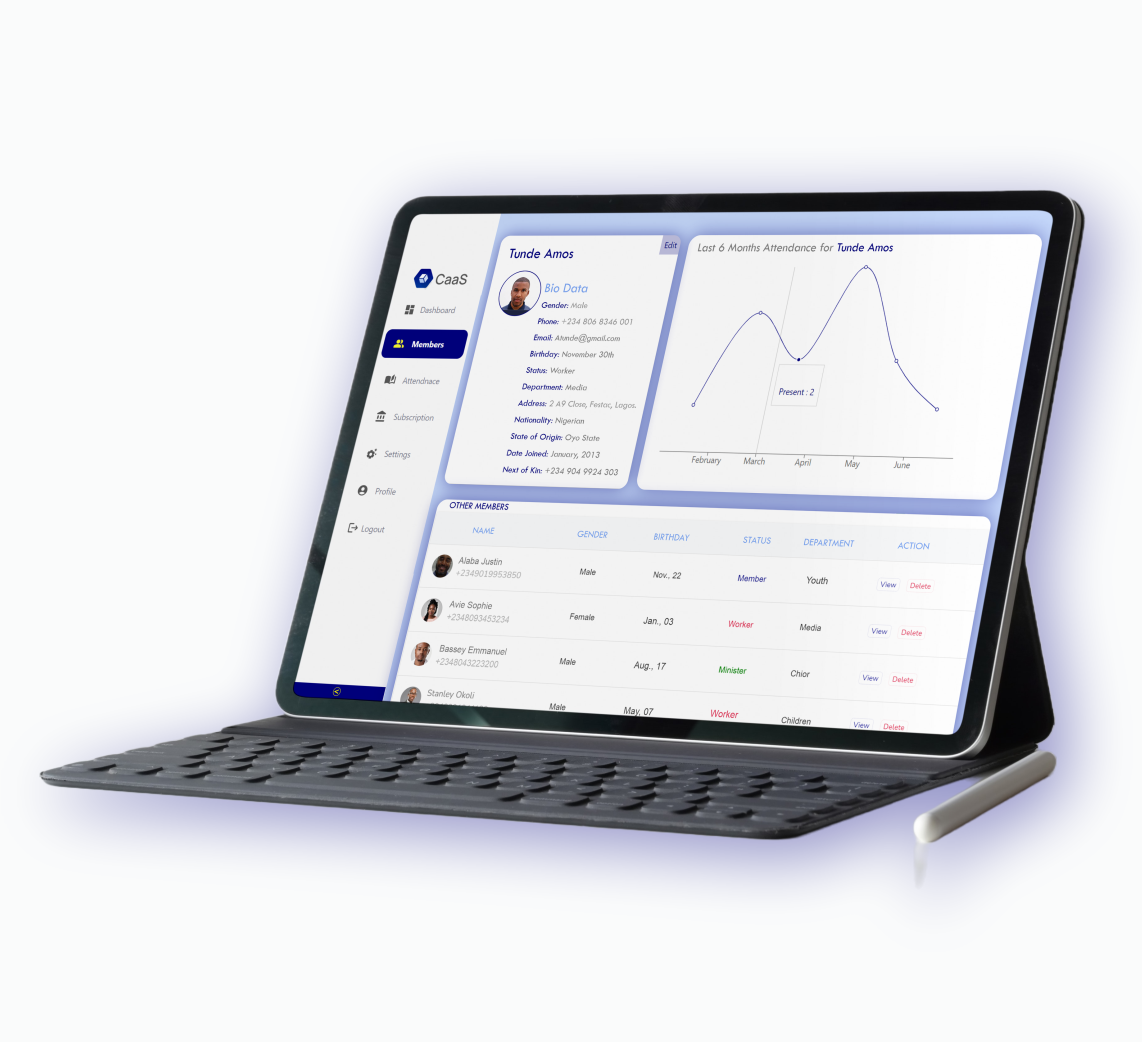 CaaS
Dashboard
Members
Attendnace
Subscription
Settings
Profile
Logout
Tunde Amos
Edit
Bio Data
Gender: Male
Phone: +234 806 8346 001
Email: Atunde@gmail.com
Birthday: November 30th
Status: Worker
Department: Media
Address: 2 A9 Close, Festac, Lagos.
Nationality: Nigerian
State of Origin: Oyo State
Date Joined: January, 2013
Next of Kin: +234 904 9924 303
Last 6 Months Attendance for Tunde Amos
Present : 2
February March April May June
OTHER MEMBERS
NAME GENDER BIRTHDAY STATUS DEPARTMENT ACTION
Alaba Justin
+2349019953850 Male Nov., 22 Member Youth View Delete
Avie Sophie
+2348093453234 Female Jan., 03 Worker Media View Delete
Bassey Emmanuel
+2348043223200 Male Aug., 17 Minister Chior View Delete
Stanley Okoli
Male May, 07 Worker Children View Delete